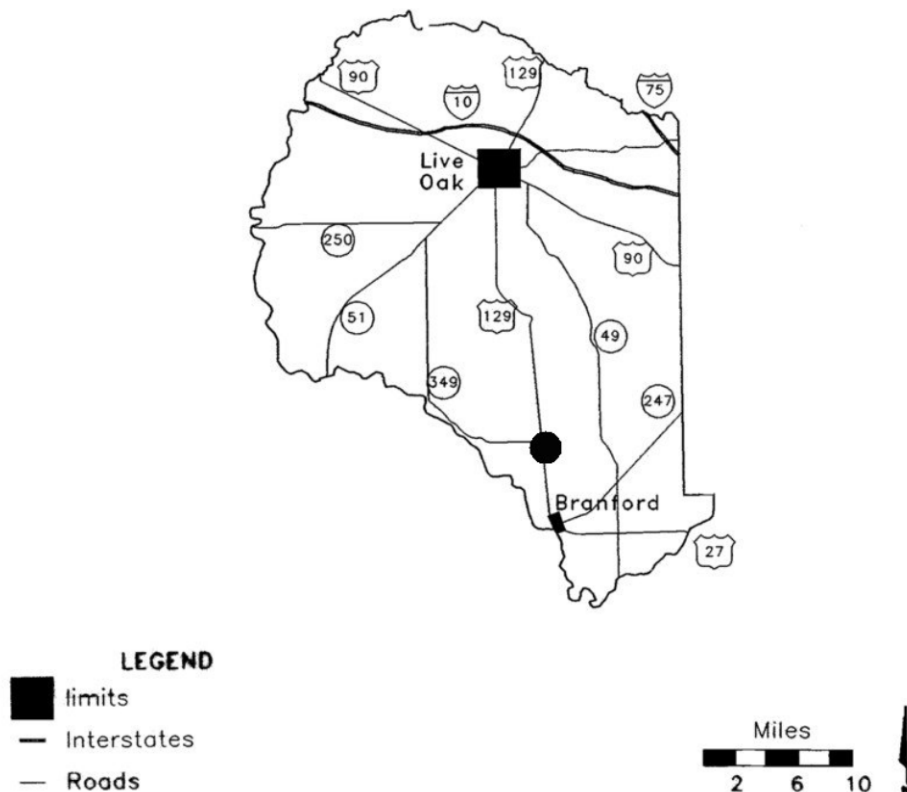 90
129
10
75
Live
Oak
250
90
51
129
49
349
247
Branford
27
LEGEND
limits
Interstates
Roads
Miles
2 6 10